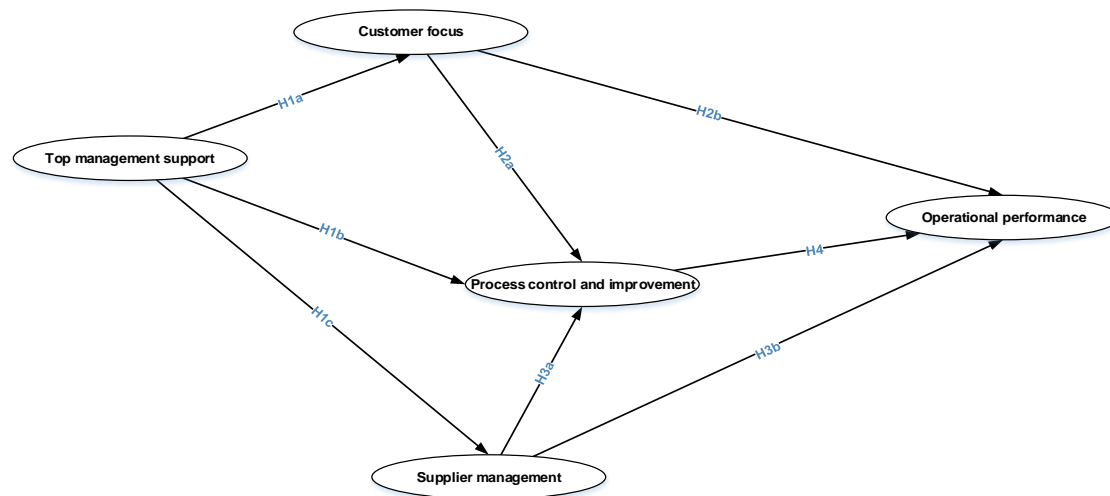 Customer focus
H1a
H2b
Top management support
H2a
Operational performance
H1b
H4
Process control and improvement
H1c
H3b
H3a
Supplier management